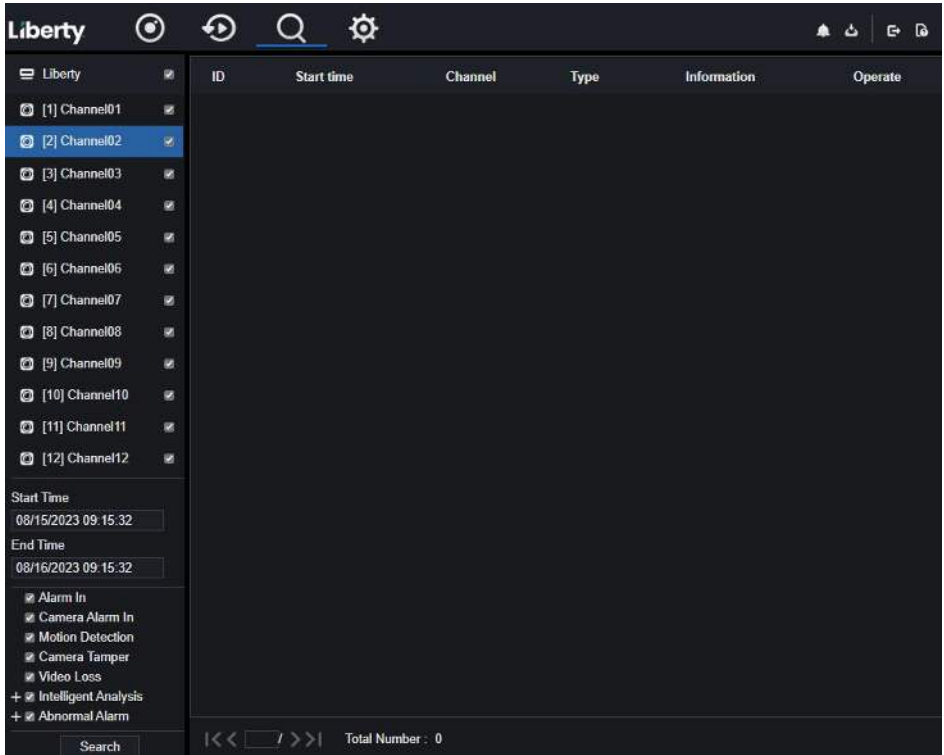 Liberty
Liberty
[1] Channel01
[2] Channel02
[3] Channel03
[4] Channel04
[5] Channel05
[6] Channel06
[7] Channel07
[8] Channel08
[9] Channel09
[10] Channel10
[11] Channel11
[12] Channel12
Start Time
08/15/2023 09:15:32
End Time
08/16/2023 09:15:32
Alarm In
Camera Alarm In
Motion Detection
Camera Tamper
Video Loss
+ Intelligent Analysis
+ Abnormal Alarm
Search
ID Start time Channel Type Information Operate
|< < / > >| Total Number : 0